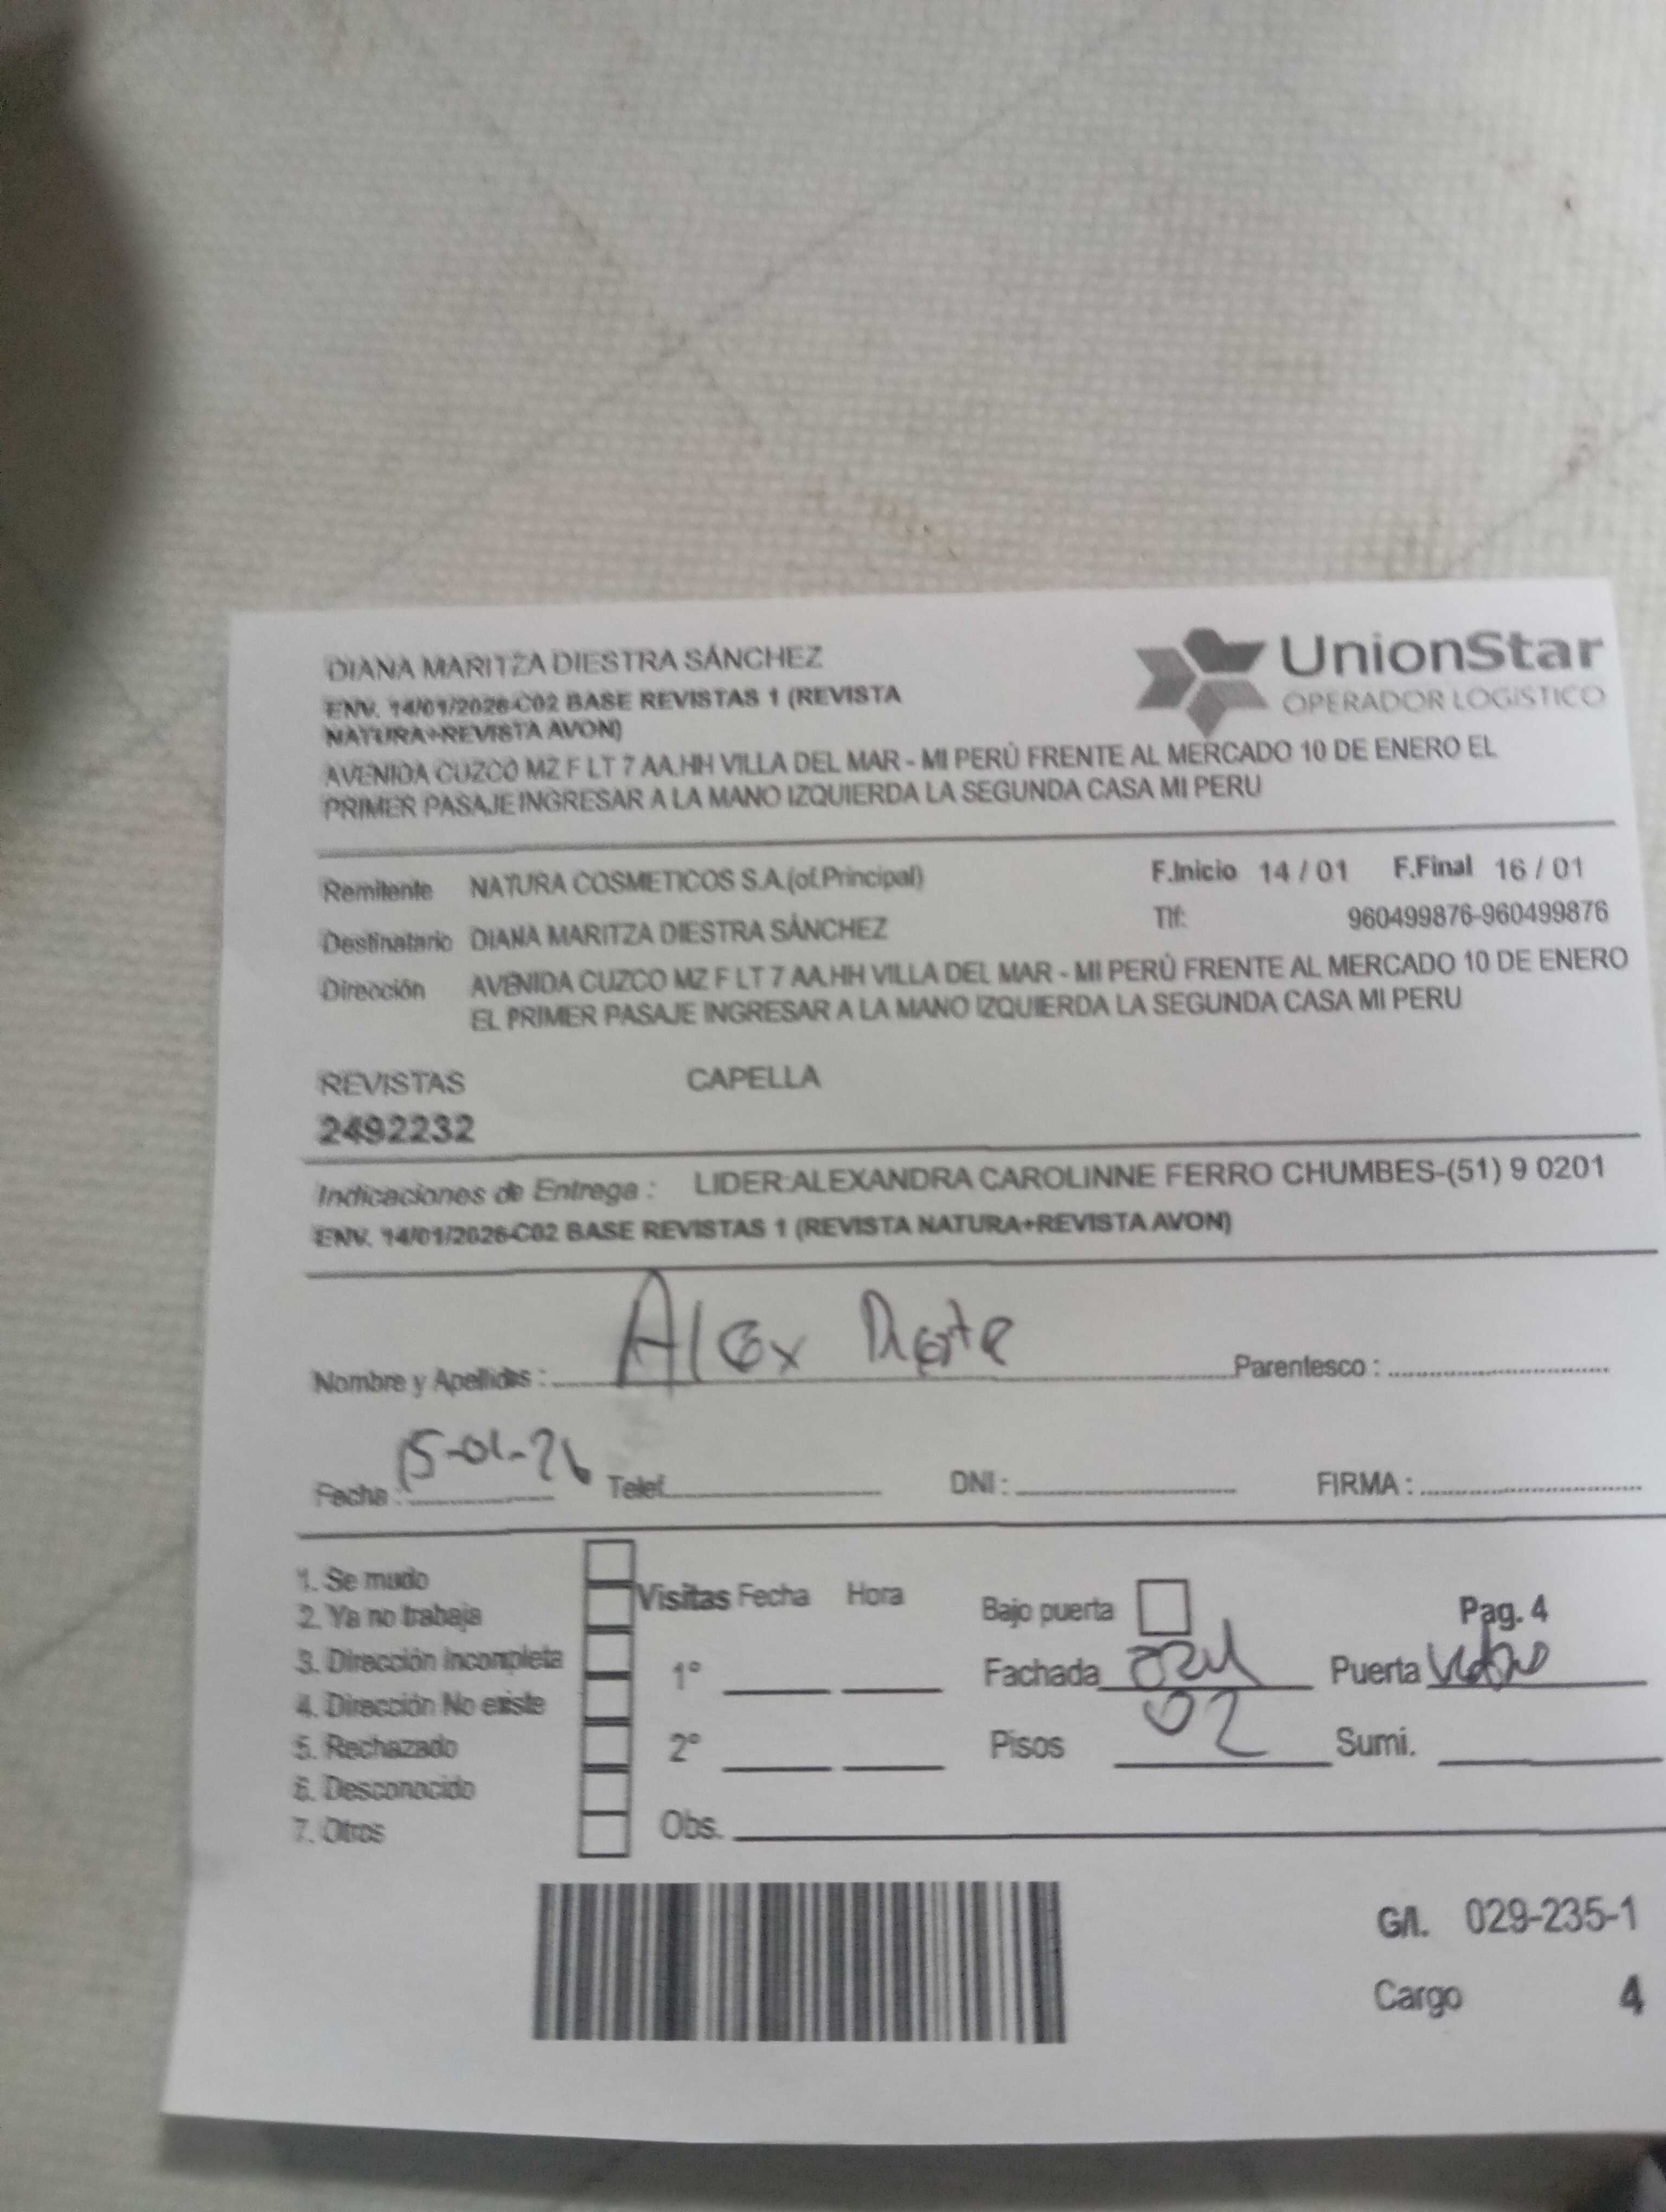 DIANA MARITZA DIESTRA SÁNCHEZ
UnionStar
OPERADOR LOGISTICO
ENV. 14/01/2026-C02 BASE REVISTAS 1 (REVISTA
NATURA+REVISTA AVON)
AVENIDA CUZCO MZ F LT 7 AA.HH VILLA DEL MAR - MI PERÚ FRENTE AL MERCADO 10 DE ENERO EL
PRIMER PASAJE INGRESAR A LA MANO IZQUIERDA LA SEGUNDA CASA MI PERU
Remitente NATURA COSMETICOS S.A.(of.Principal) F.Inicio 14 / 01 F.Final 16 / 01
Destinatario DIANA MARITZA DIESTRA SÁNCHEZ Tlf: 960499876-960499876
Dirección AVENIDA CUZCO MZ F LT 7 AA.HH VILLA DEL MAR - MI PERÚ FRENTE AL MERCADO 10 DE ENERO
EL PRIMER PASAJE INGRESAR A LA MANO IZQUIERDA LA SEGUNDA CASA MI PERU
REVISTAS CAPELLA
2492232
Indicaciones de Entrega : LIDER:ALEXANDRA CAROLINNE FERRO CHUMBES-(51) 9 0201
ENV. 14/01/2026-C02 BASE REVISTAS 1 (REVISTA NATURA+REVISTA AVON)
Nombre y Apellidos : Alex Parentesco :
Fecha : 15-01-26 Telef. DNI : FIRMA :
1. Se mudo
2. Ya no trabaja
3. Dirección incompleta
4. Dirección No existe
5. Rechazado
6. Desconocido
7. Otros
Visitas Fecha Hora
1°
2°
Obs.
Bajo puerta Pag. 4
Fachada azul Puerta
Pisos 02 Sumi.
G/I. 029-235-1
Cargo 4